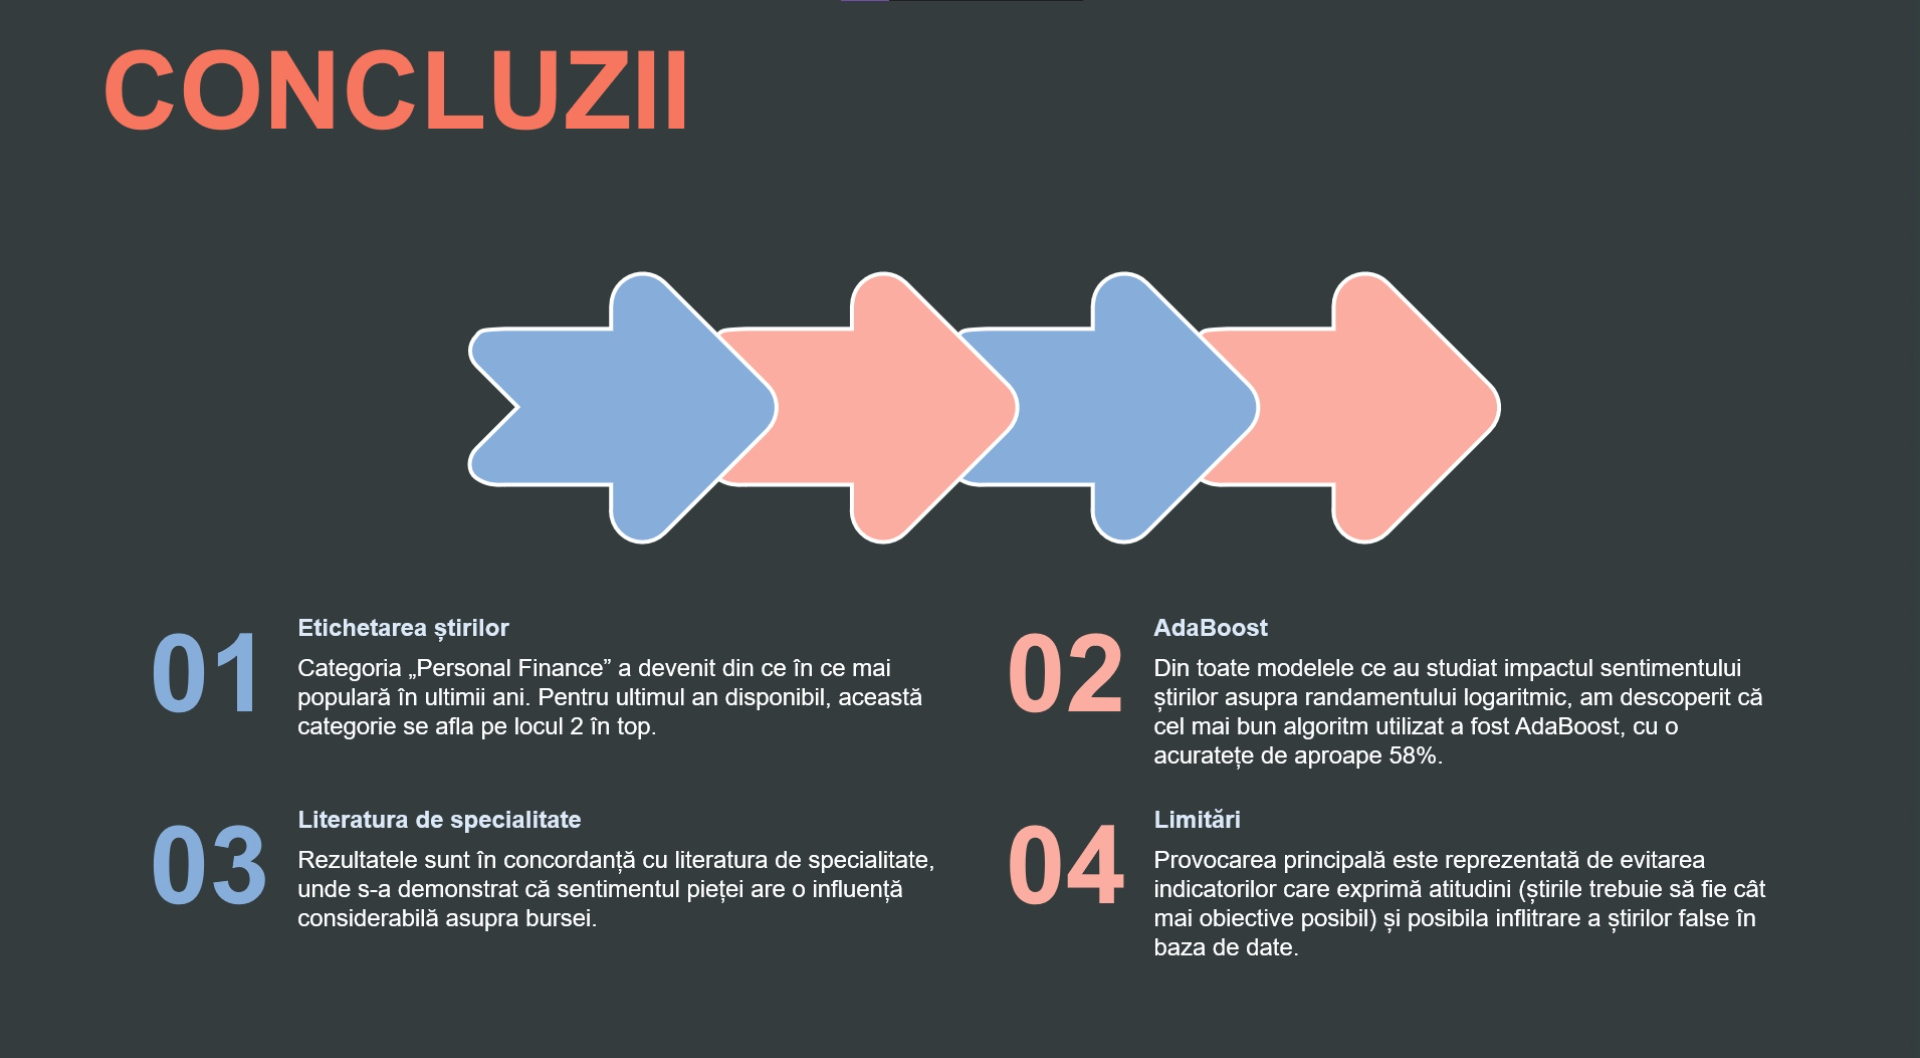 CONCLUZII
01
Etichetarea știrilor
Categoria „Personal Finance” a devenit din ce în ce mai
populară în ultimii ani. Pentru ultimul an disponibil, această
categorie se afla pe locul 2 în top.
02
AdaBoost
Din toate modelele ce au studiat impactul sentimentului
știrilor asupra randamentului logaritmic, am descoperit că
cel mai bun algoritm utilizat a fost AdaBoost, cu o
acuratețe de aproape 58%.
03
Literatura de specialitate
Rezultatele sunt în concordanță cu literatura de specialitate,
unde s-a demonstrat că sentimentul pieței are o influență
considerabilă asupra bursei.
04
Limitări
Provocarea principală este reprezentată de evitarea
indicatorilor care exprimă atitudini (știrile trebuie să fie cât
mai obiective posibil) și posibila inflitrare a știrilor false în
baza de date.